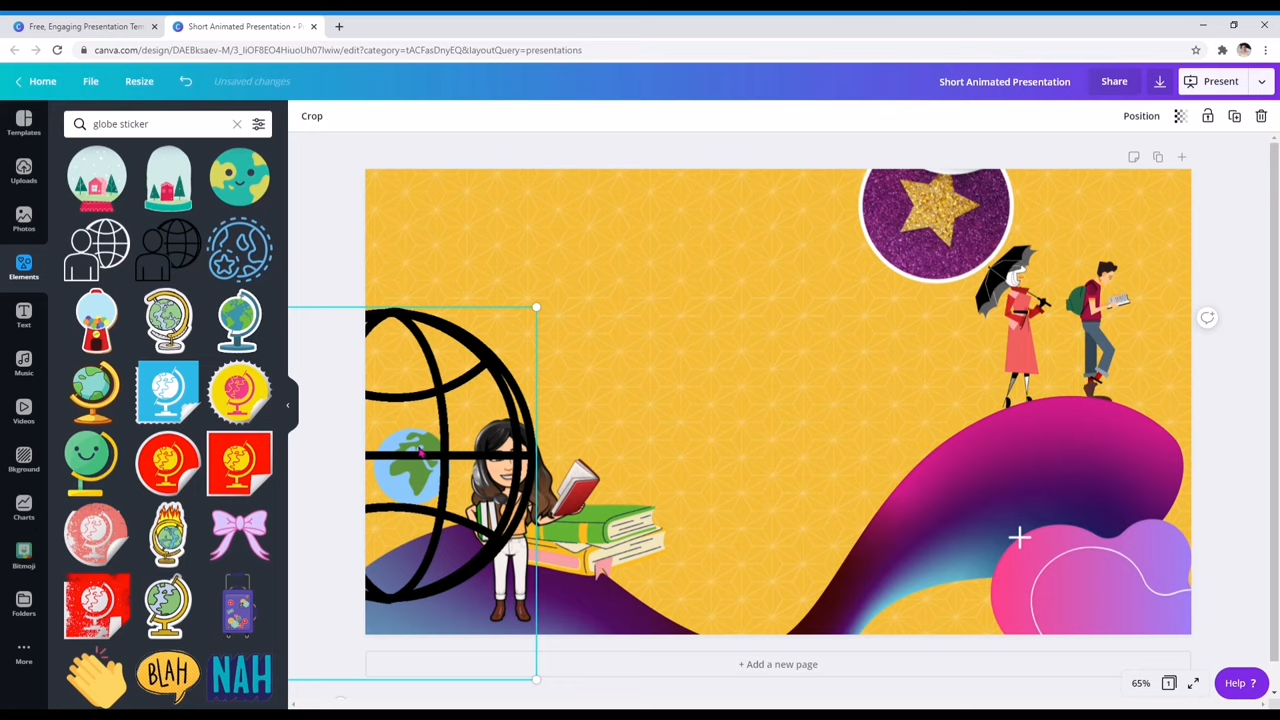 Free, Engaging Presentation Tem
Short Animated Presentation - P
canva.com/design/DAEBksaev-M/3_IiOF8EO4HiuoUh07Iwiw/edit?category=tACFasDnyEQ&layoutQuery=presentations
Home
File
Resize
Unsaved changes
Short Animated Presentation
Share
Present
Templates
Uploads
Photos
Elements
Text
Music
Videos
Bkground
Charts
Bitmoji
Folders
More
globe sticker
BLAH
NAH
Crop
Position
+ Add a new page
65%
1
Help ?